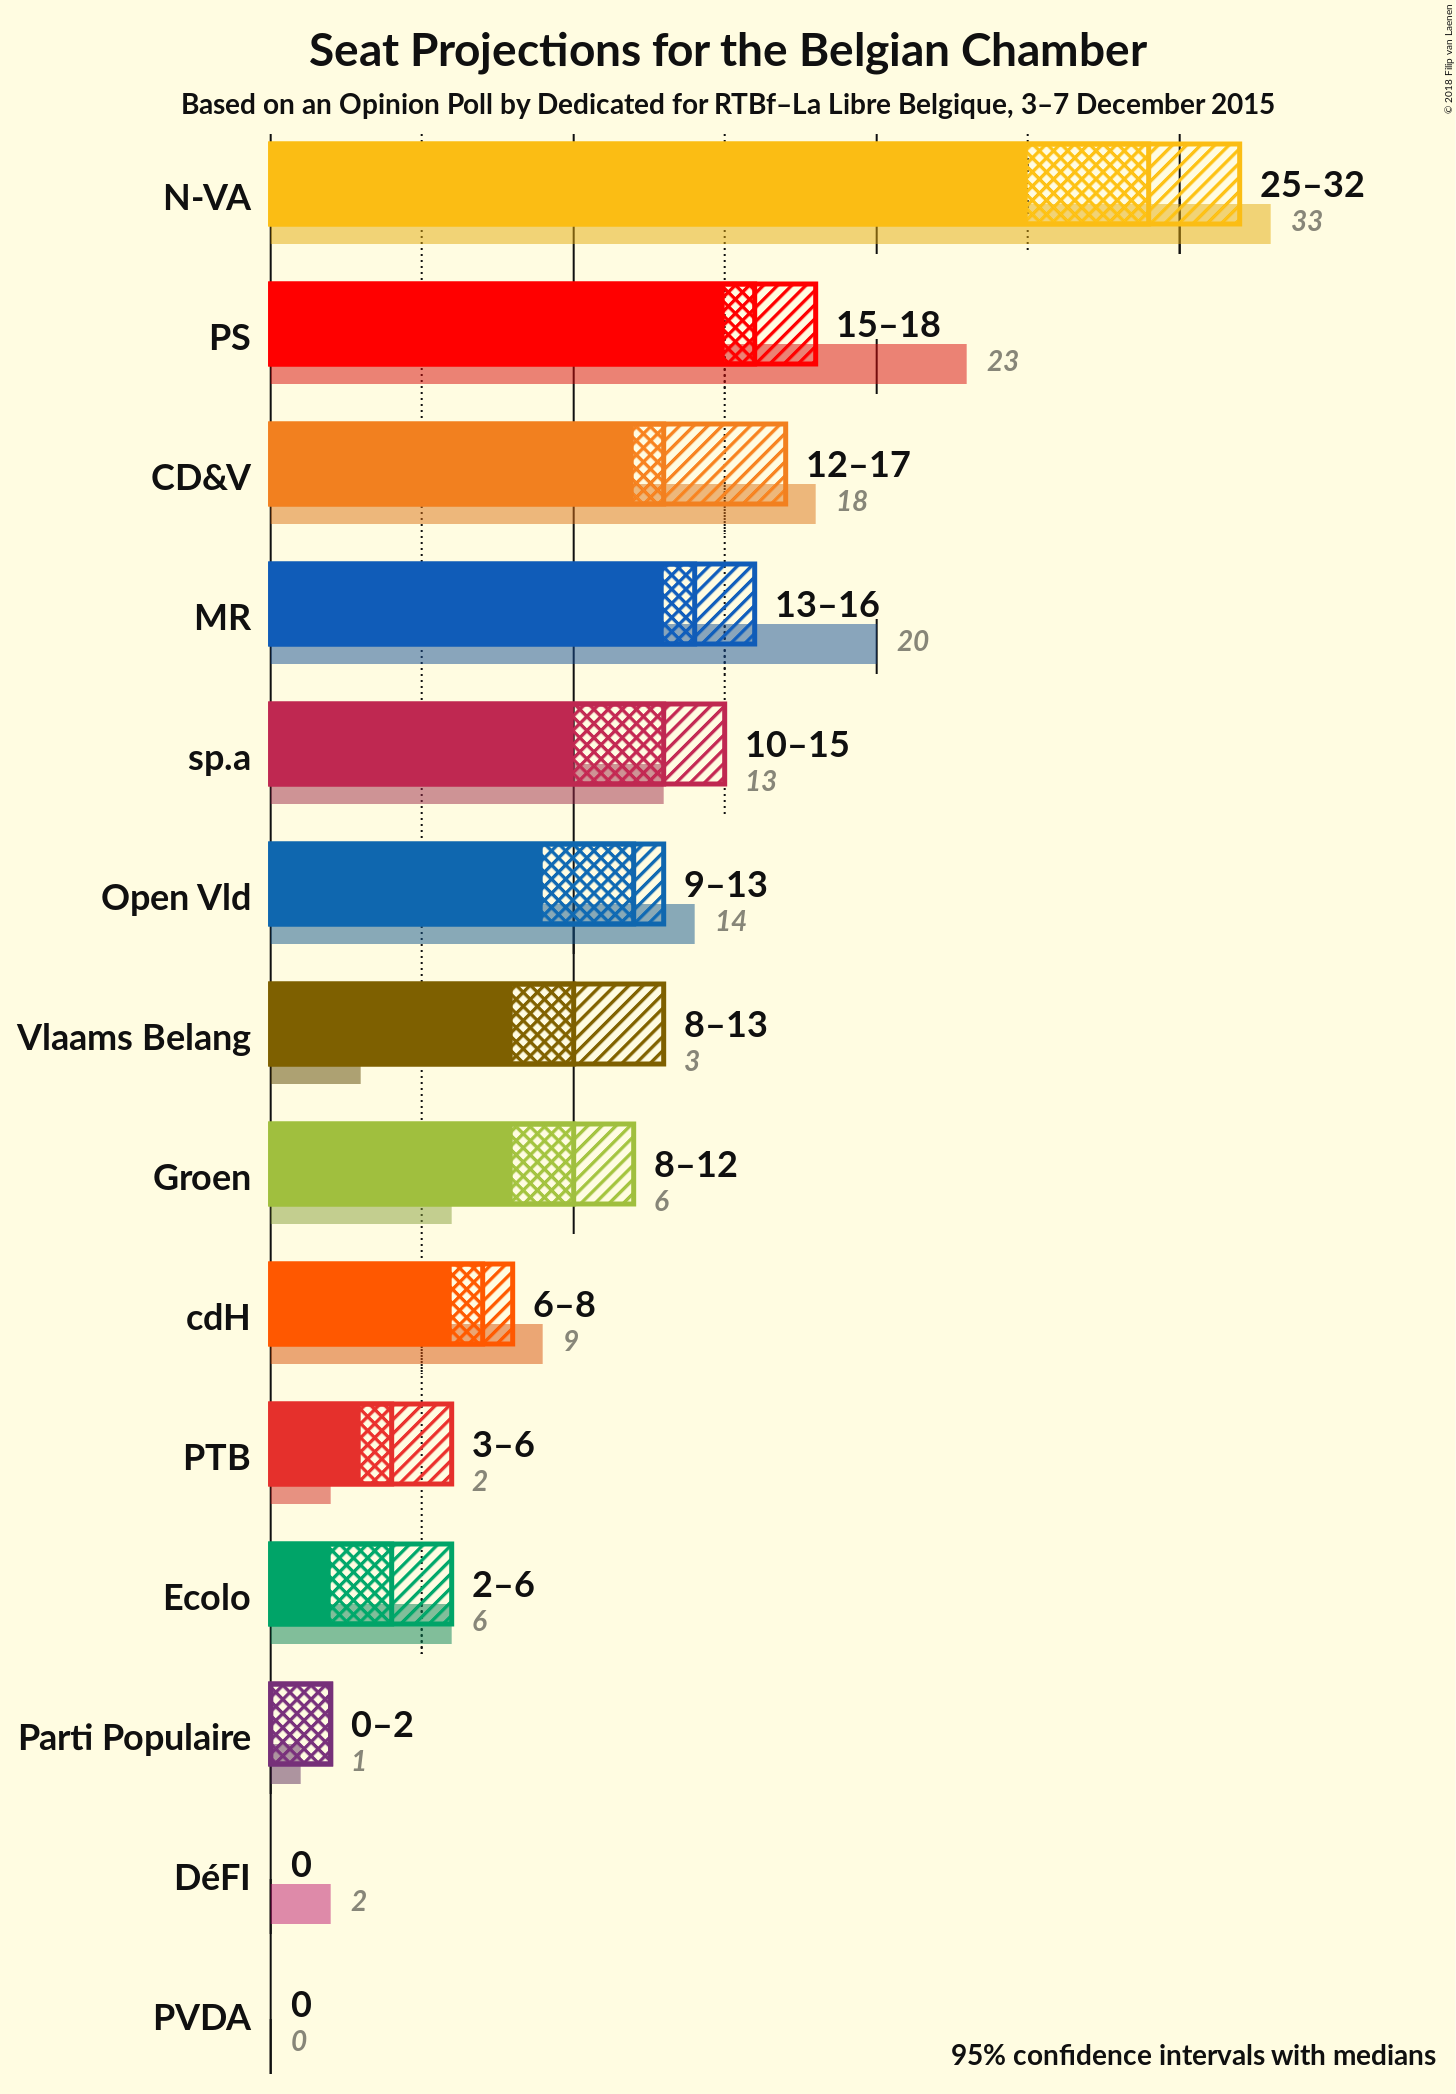 Seat Projections for the Belgian Chamber
Based on an Opinion Poll by Dedicated for RTBf–La Libre Belgique, 3–7 December 2015
© 2018 Filip van Laenen
N-VA
25–32
33
PS
15–18
23
CD&V
12–17
18
MR
13–16
20
sp.a
10–15
13
Open Vld
9–13
14
Vlaams Belang
8–13
3
Groen
8–12
6
cdH
6–8
9
PTB
3–6
2
Ecolo
2–6
6
Parti Populaire
0–2
1
DéFI
0
2
PVDA
0
0
95% confidence intervals with medians